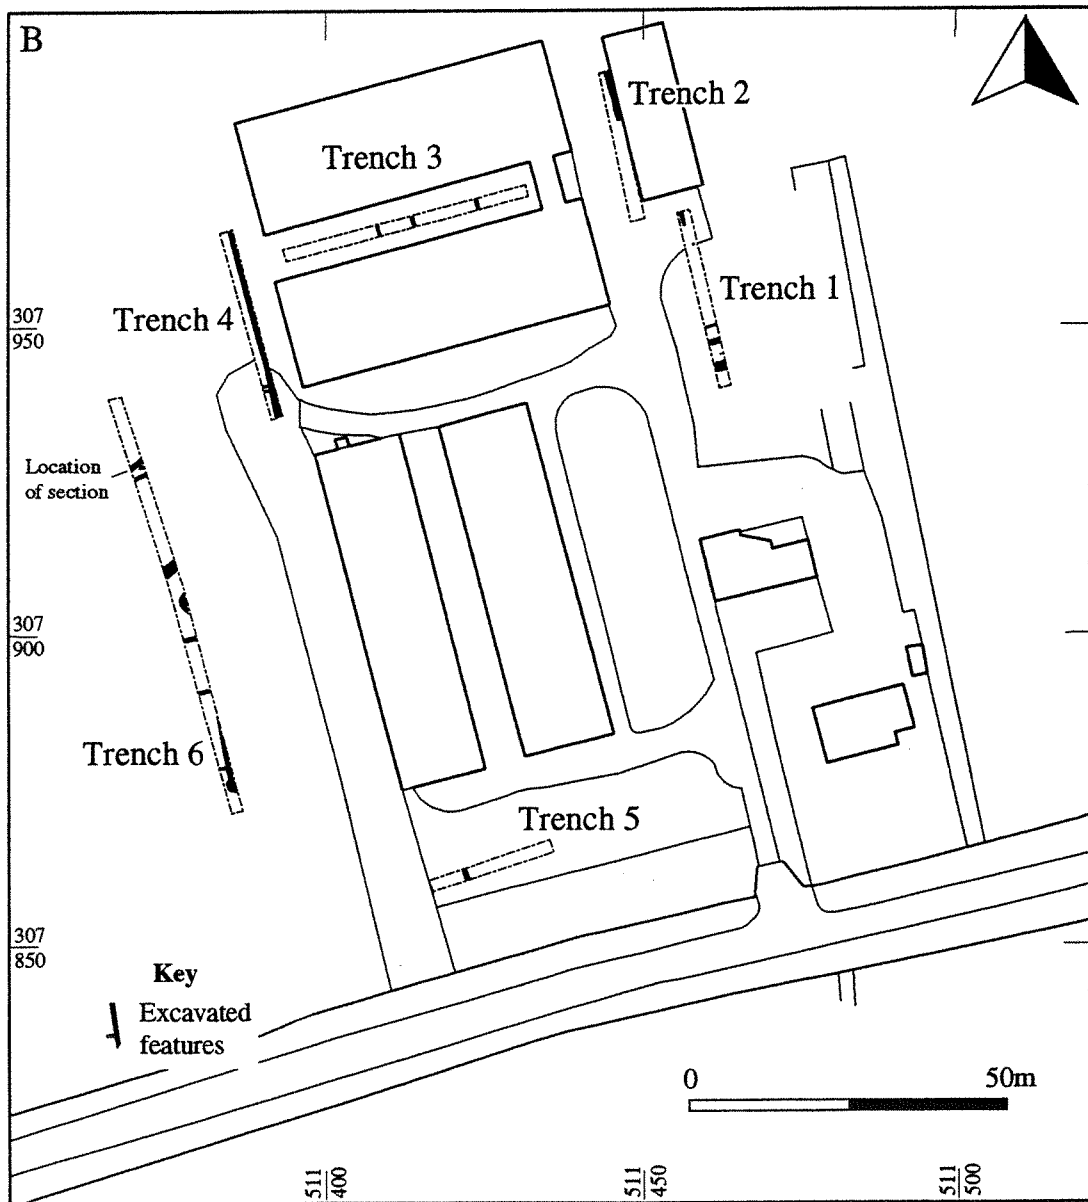 B
Trench 2
Trench 3
Trench 1
Trench 4
307
950
Location
of section
307
900
Trench 6
Trench 5
307
850
Key
Excavated
features
0 50m
511
400
511
450
511
500